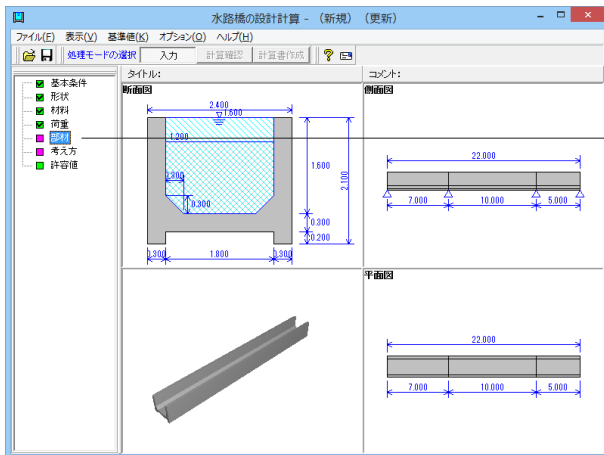 水路橋の設計計算 - （新規）（更新）
ファイル(F) 表示(V) 基準値(K) オプション(O) ヘルプ(H)
処理モードの選択 入力 計算確認 計算書作成
基本条件
形状
材料
荷重
部材
考え方
許容値
タイトル:
コメント:
断面図
2.400
1.500
1.200
0.300
0.300
1.600
2.100
0.300
0.200
0.300 1.800 0.300
側面図
22.000
7.000 10.000 5.000
平面図
22.000
7.000 10.000 5.000